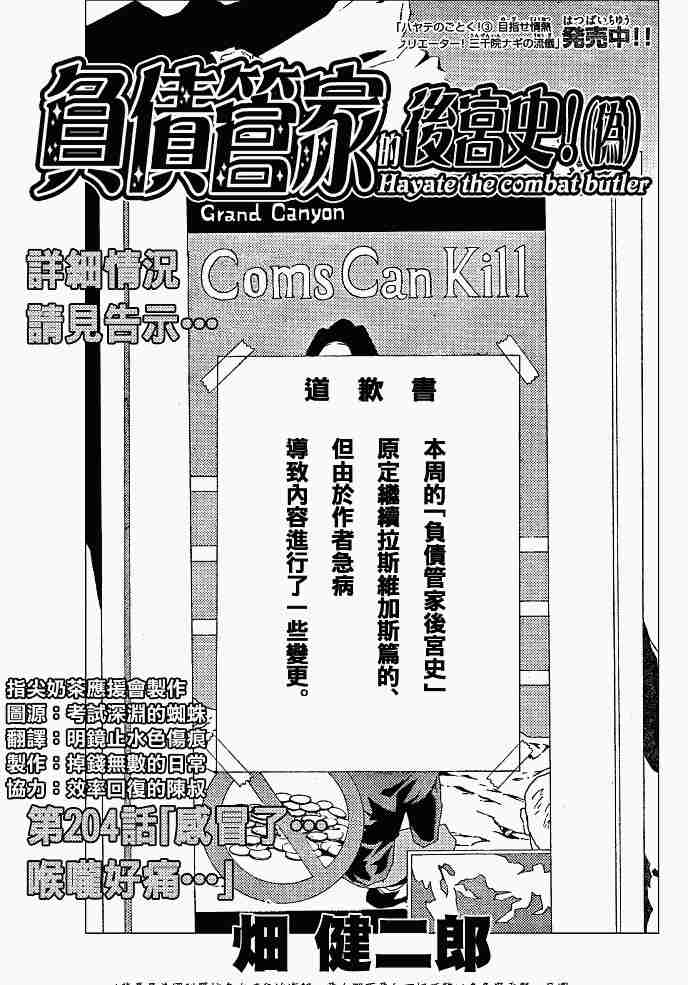 「ハヤテのごとく!③ 目指せ情熱
クリエーター! 三千院ナギの流儀」
はつばいちゅう
発売中!!
負債管家的後宮史!(偽)
Hayate the combat butler
Grand Canyon
Coms Can Kill
詳細情況
請見告示…
道歉書
本周的「負債管家後宮史」
原定繼續拉斯維加斯篇的、
但由於作者急病
導致內容進行了一些變更。
指尖奶茶應援會製作
圖源：考試深淵的蜘蛛
翻譯：明鏡止水色傷痕
製作：掉錢無數的日常
協力：效率回復的陳叔
第204話「感冒了…
喉嚨好痛…」
畑 健二郎